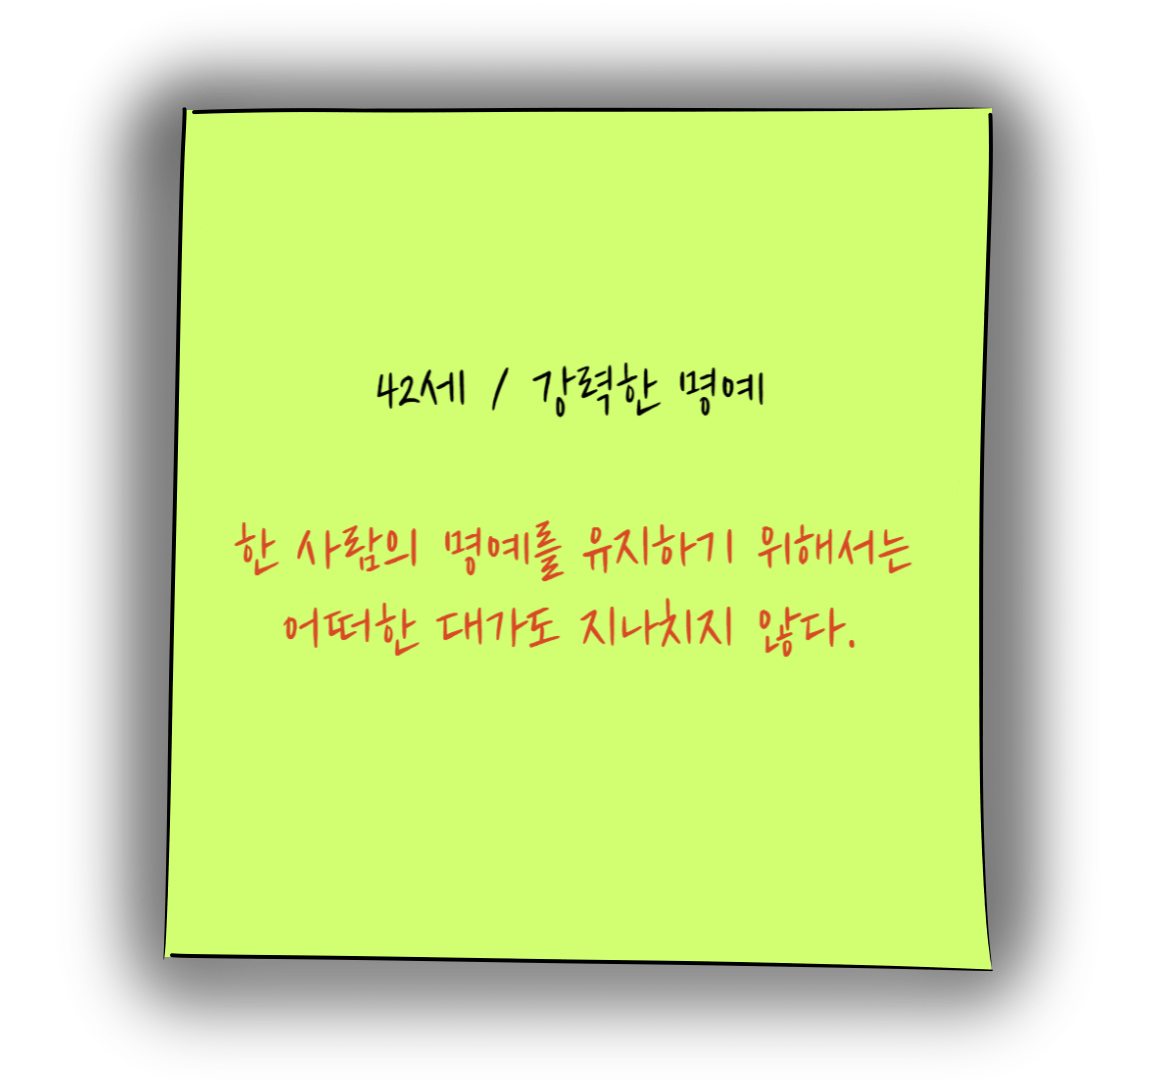 42세 / 강력한 명예
한 사람의 명예를 유지하기 위해서는
어떠한 대가도 지나치지 않다.